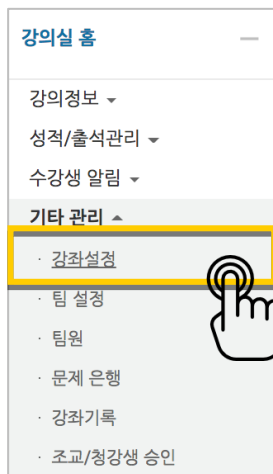 강의실 홈
강의정보
성적/출석관리
수강생 알림
기타 관리
· 강좌설정
· 팀 설정
· 팀원
· 문제 은행
· 강좌기록
· 조교/청강생 승인